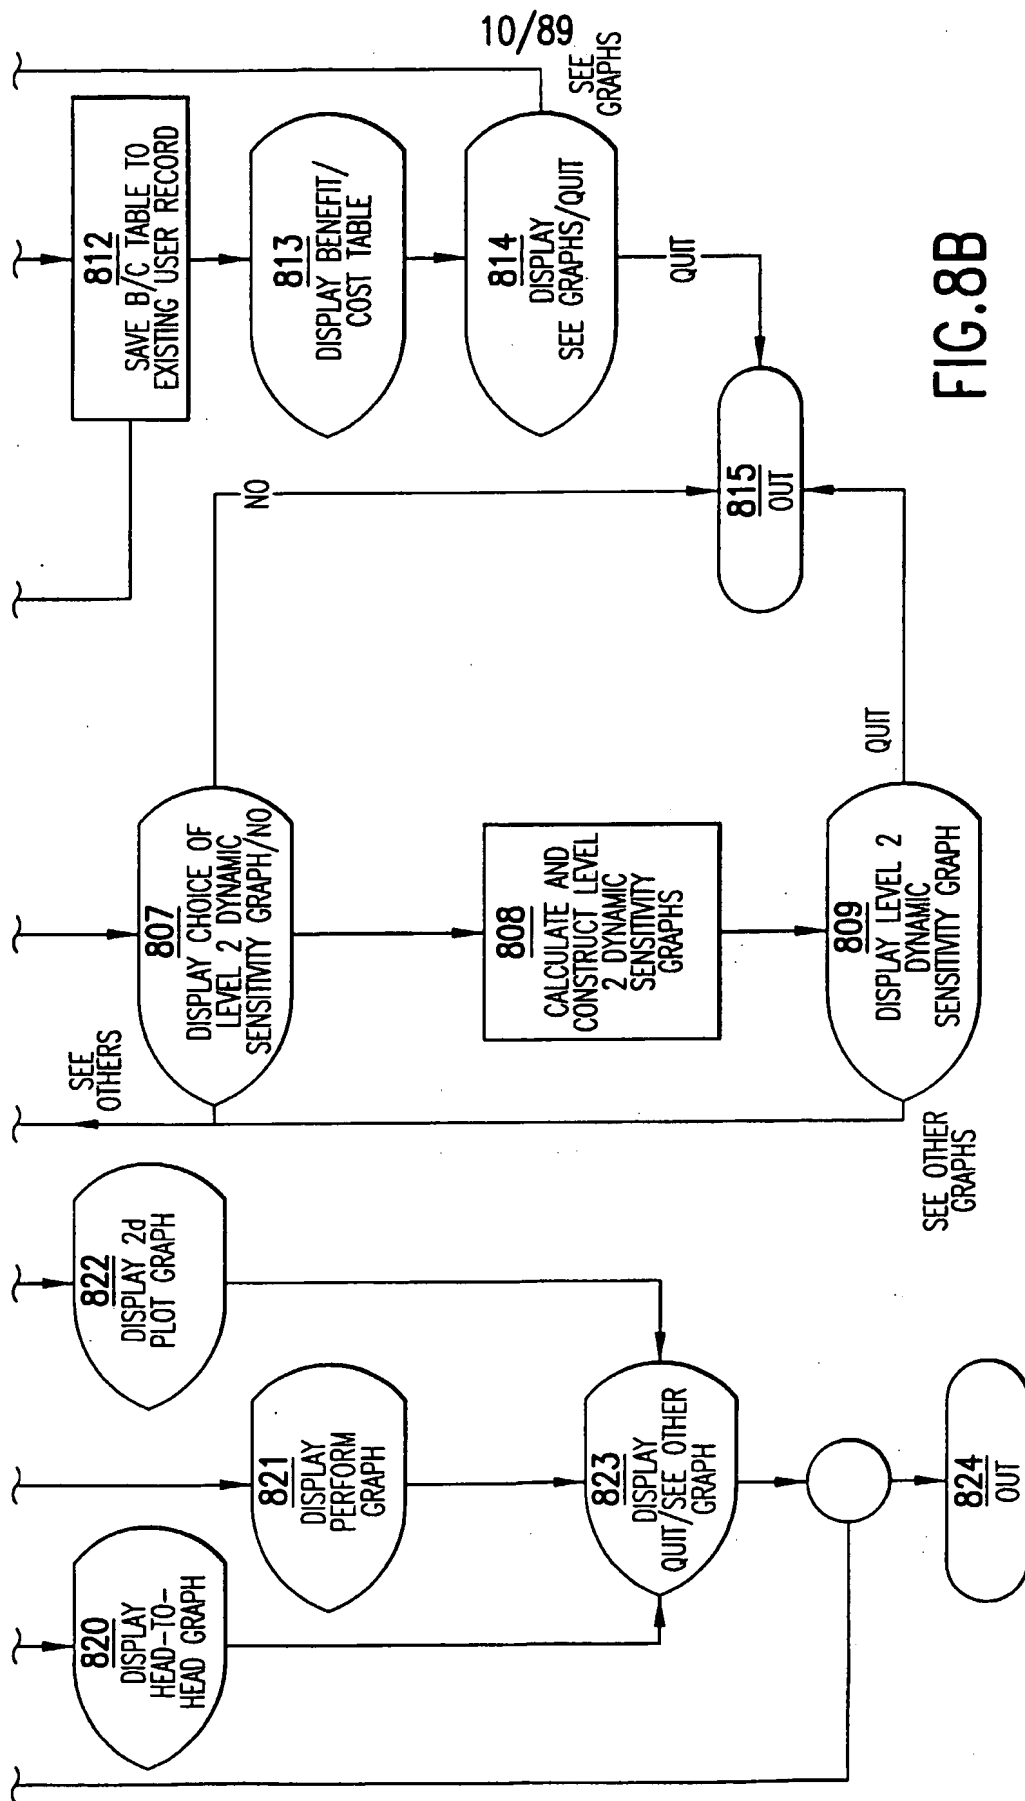 10/89
820
DISPLAY
HEAD-TO-
HEAD GRAPH
821
DISPLAY
PERFORM
GRAPH
822
DISPLAY 2d
PLOT GRAPH
823
DISPLAY
QUIT/SEE OTHER
GRAPH
824
OUT
SEE
OTHERS
807
DISPLAY CHOICE OF
LEVEL 2 DYNAMIC
SENSITIVITY GRAPH/NO
NO
808
CALCULATE AND
CONSTRUCT LEVEL
2 DYNAMIC
SENSITIVITY
GRAPHS
809
DISPLAY LEVEL 2
DYNAMIC
SENSITIVITY GRAPH
SEE OTHER
GRAPHS
QUIT
812
SAVE B/C TABLE TO
EXISTING USER RECORD
813
DISPLAY BENEFIT/
COST TABLE
814
DISPLAY
SEE GRAPHS/QUIT
SEE
GRAPHS
QUIT
815
OUT
FIG.8B